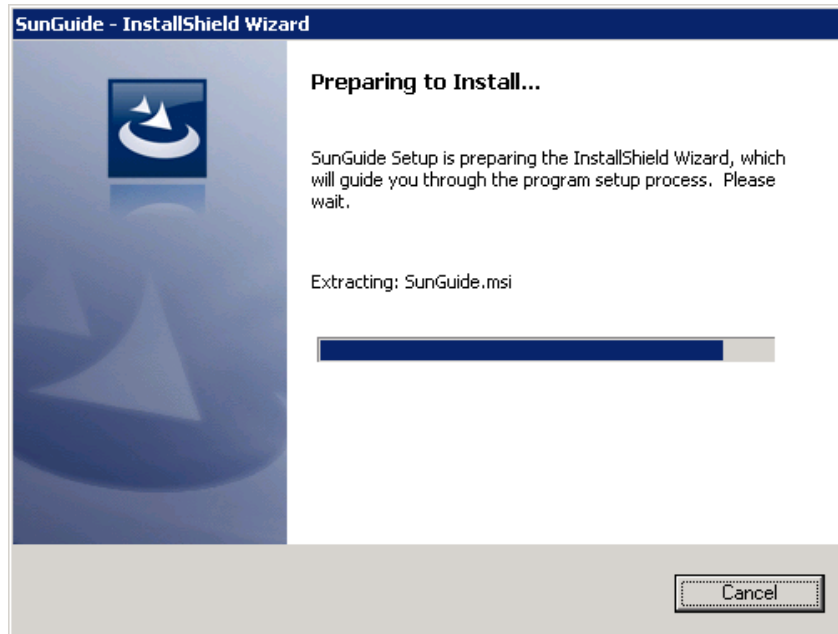 SunGuide - InstallShield Wizard
Preparing to Install...
SunGuide Setup is preparing the InstallShield Wizard, which
will guide you through the program setup process.  Please
wait.
Extracting: SunGuide.msi
Cancel